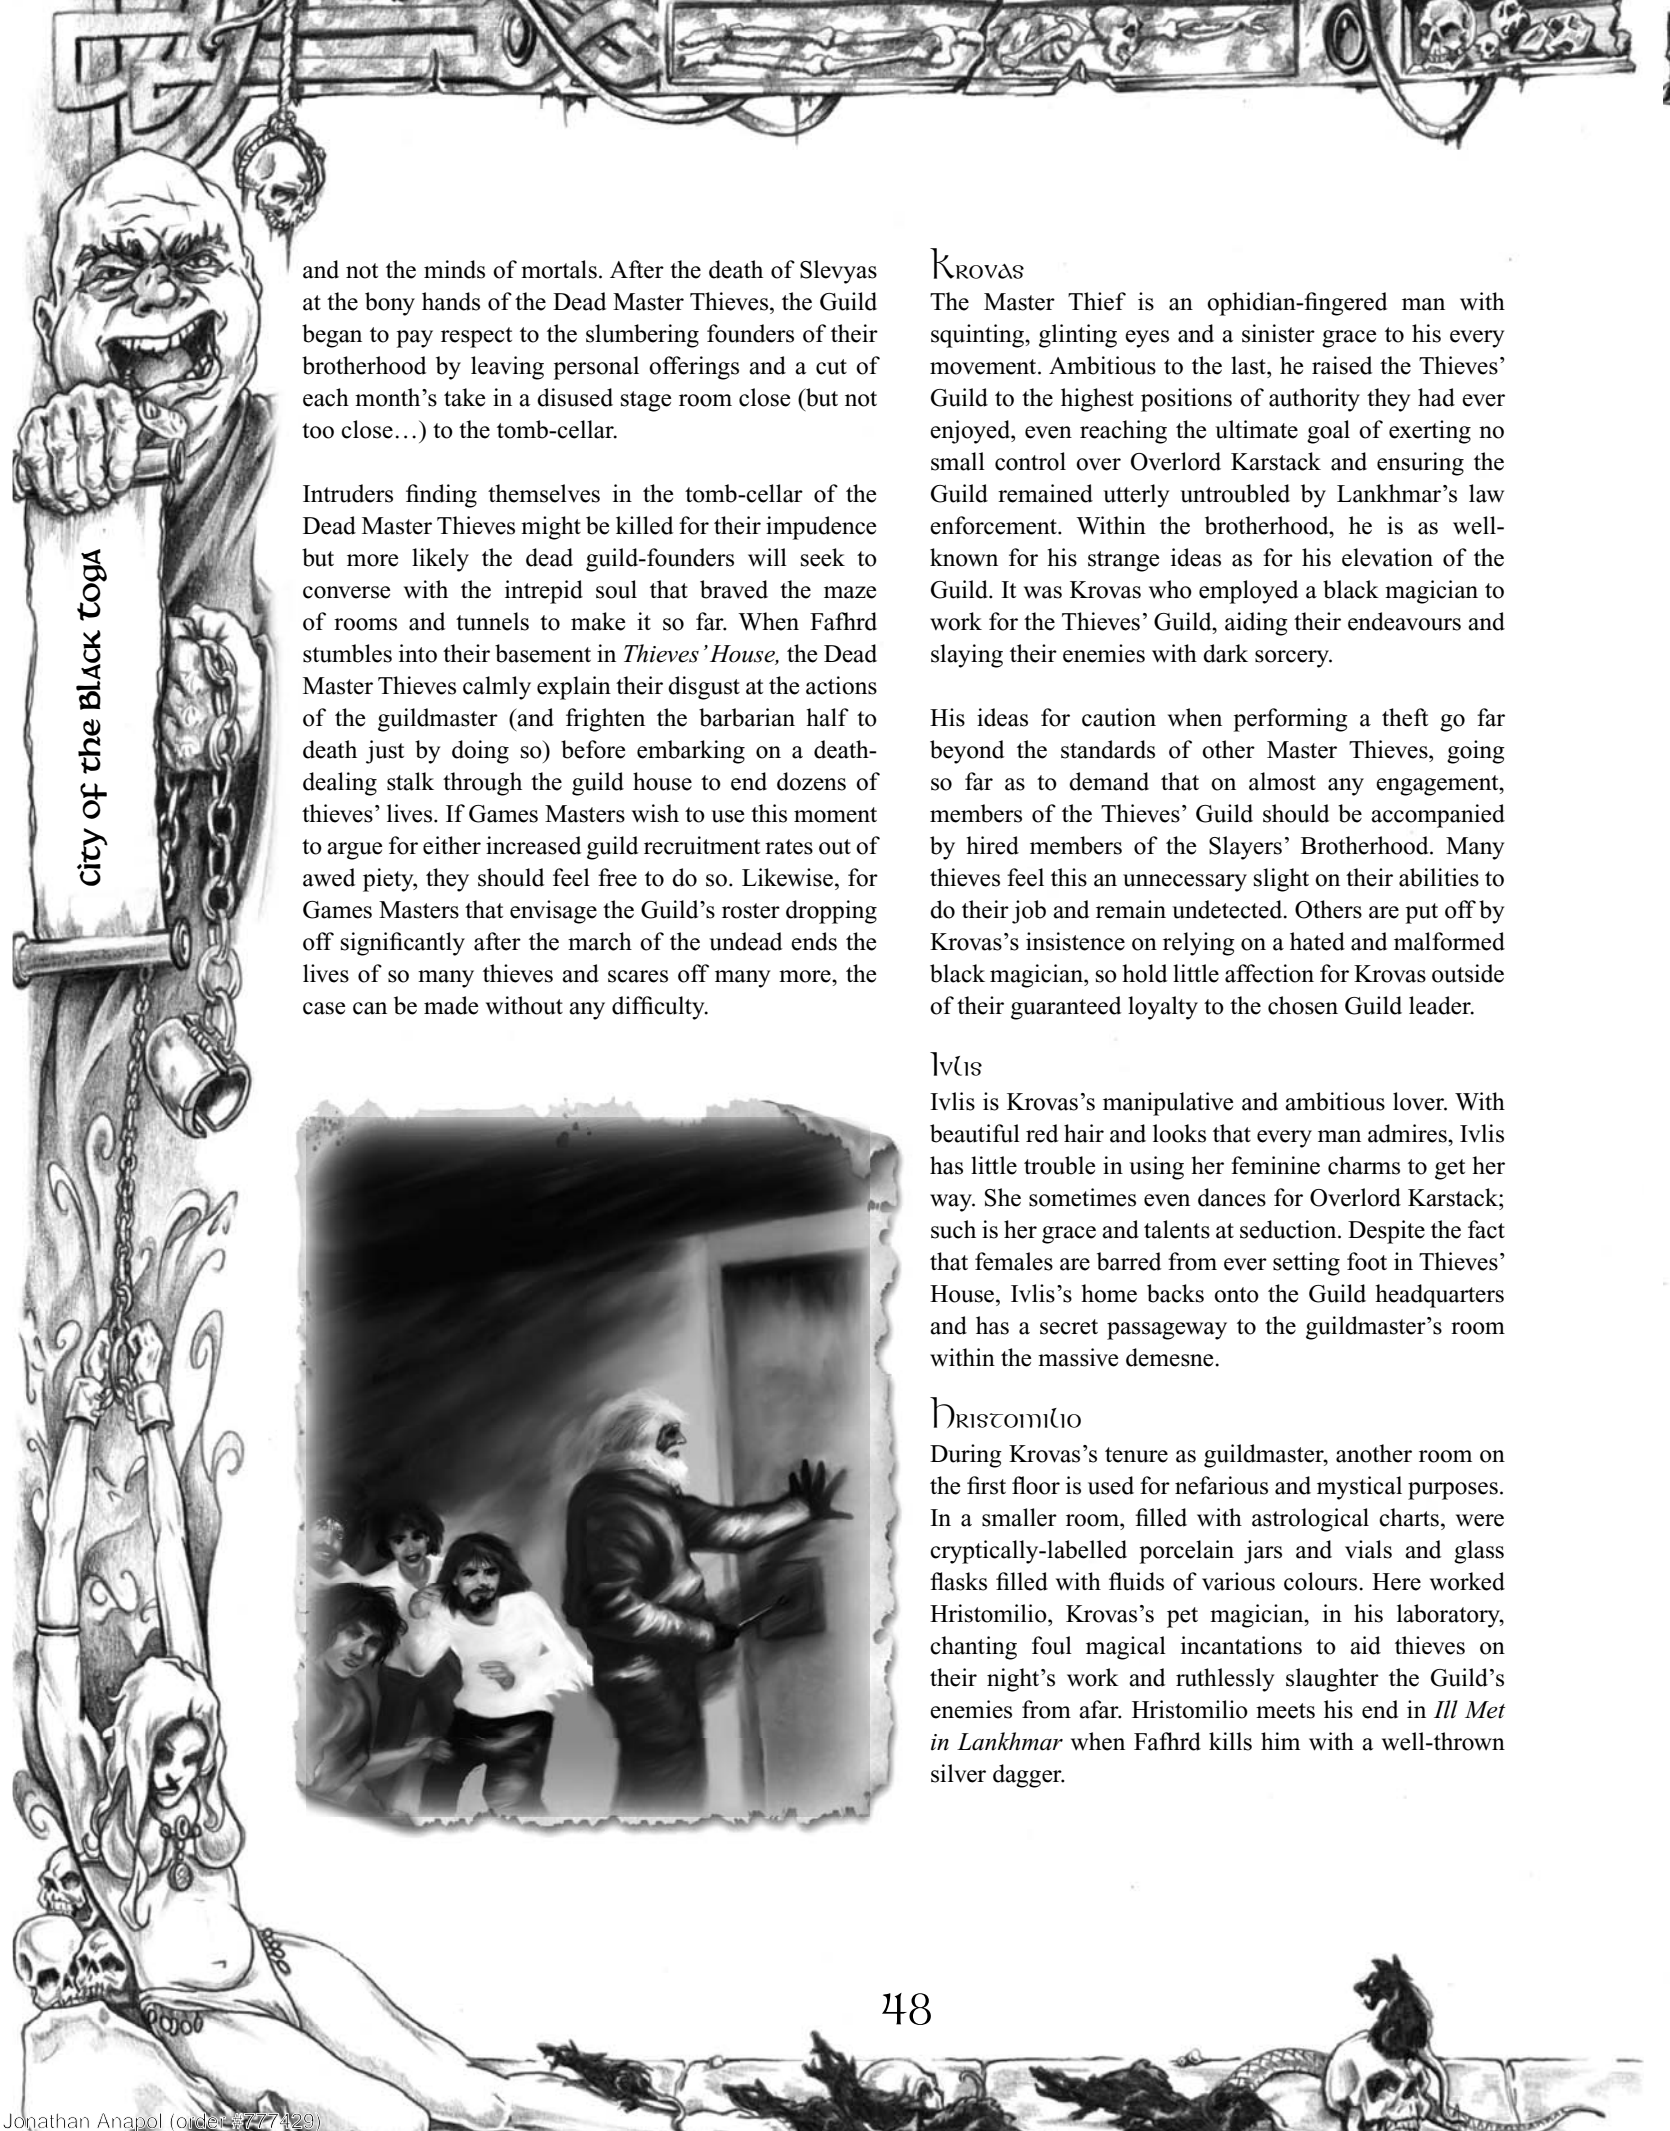 City of the Black Toga
and not the minds of mortals. After the death of Slevyas
at the bony hands of the Dead Master Thieves, the Guild
began to pay respect to the slumbering founders of their
brotherhood by leaving personal offerings and a cut of
each month’s take in a disused stage room close (but not
too close…) to the tomb-cellar.
Intruders finding themselves in the tomb-cellar of the
Dead Master Thieves might be killed for their impudence
but more likely the dead guild-founders will seek to
converse with the intrepid soul that braved the maze
of rooms and tunnels to make it so far. When Fafhrd
stumbles into their basement in Thieves’ House, the Dead
Master Thieves calmly explain their disgust at the actions
of the guildmaster (and frighten the barbarian half to
death just by doing so) before embarking on a death-
dealing stalk through the guild house to end dozens of
thieves’ lives. If Games Masters wish to use this moment
to argue for either increased guild recruitment rates out of
awed piety, they should feel free to do so. Likewise, for
Games Masters that envisage the Guild’s roster dropping
off significantly after the march of the undead ends the
lives of so many thieves and scares off many more, the
case can be made without any difficulty.
Krovas
The Master Thief is an ophidian-fingered man with
squinting, glinting eyes and a sinister grace to his every
movement. Ambitious to the last, he raised the Thieves’
Guild to the highest positions of authority they had ever
enjoyed, even reaching the ultimate goal of exerting no
small control over Overlord Karstack and ensuring the
Guild remained utterly untroubled by Lankhmar’s law
enforcement. Within the brotherhood, he is as well-
known for his strange ideas as for his elevation of the
Guild. It was Krovas who employed a black magician to
work for the Thieves’ Guild, aiding their endeavours and
slaying their enemies with dark sorcery.
His ideas for caution when performing a theft go far
beyond the standards of other Master Thieves, going
so far as to demand that on almost any engagement,
members of the Thieves’ Guild should be accompanied
by hired members of the Slayers’ Brotherhood. Many
thieves feel this an unnecessary slight on their abilities to
do their job and remain undetected. Others are put off by
Krovas’s insistence on relying on a hated and malformed
black magician, so hold little affection for Krovas outside
of their guaranteed loyalty to the chosen Guild leader.
Ivlis
Ivlis is Krovas’s manipulative and ambitious lover. With
beautiful red hair and looks that every man admires, Ivlis
has little trouble in using her feminine charms to get her
way. She sometimes even dances for Overlord Karstack;
such is her grace and talents at seduction. Despite the fact
that females are barred from ever setting foot in Thieves’
House, Ivlis’s home backs onto the Guild headquarters
and has a secret passageway to the guildmaster’s room
within the massive demesne.
Hristomilio
During Krovas’s tenure as guildmaster, another room on
the first floor is used for nefarious and mystical purposes.
In a smaller room, filled with astrological charts, were
cryptically-labelled porcelain jars and vials and glass
flasks filled with fluids of various colours. Here worked
Hristomilio, Krovas’s pet magician, in his laboratory,
chanting foul magical incantations to aid thieves on
their night’s work and ruthlessly slaughter the Guild’s
enemies from afar. Hristomilio meets his end in Ill Met
in Lankhmar when Fafhrd kills him with a well-thrown
silver dagger.
48
Jonathan Anapol (order #777429)